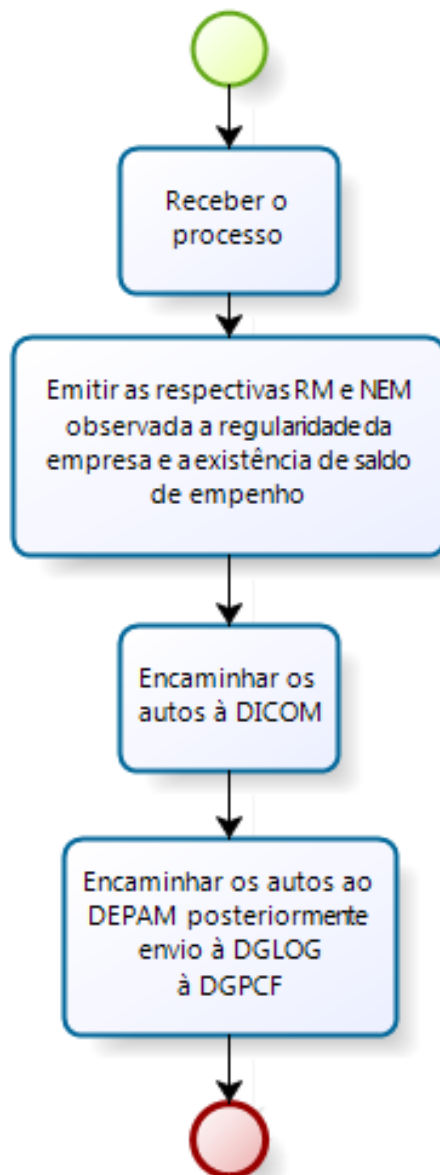 Receber o
processo
Emitir as respectivas RM e NEM
observada a regularidade da
empresa e a existência de saldo
de empenho
Encaminhar os
autos à DICOM
Encaminhar os autos ao
DEPAM posteriormente
envio à DGLOG
à DGPCF